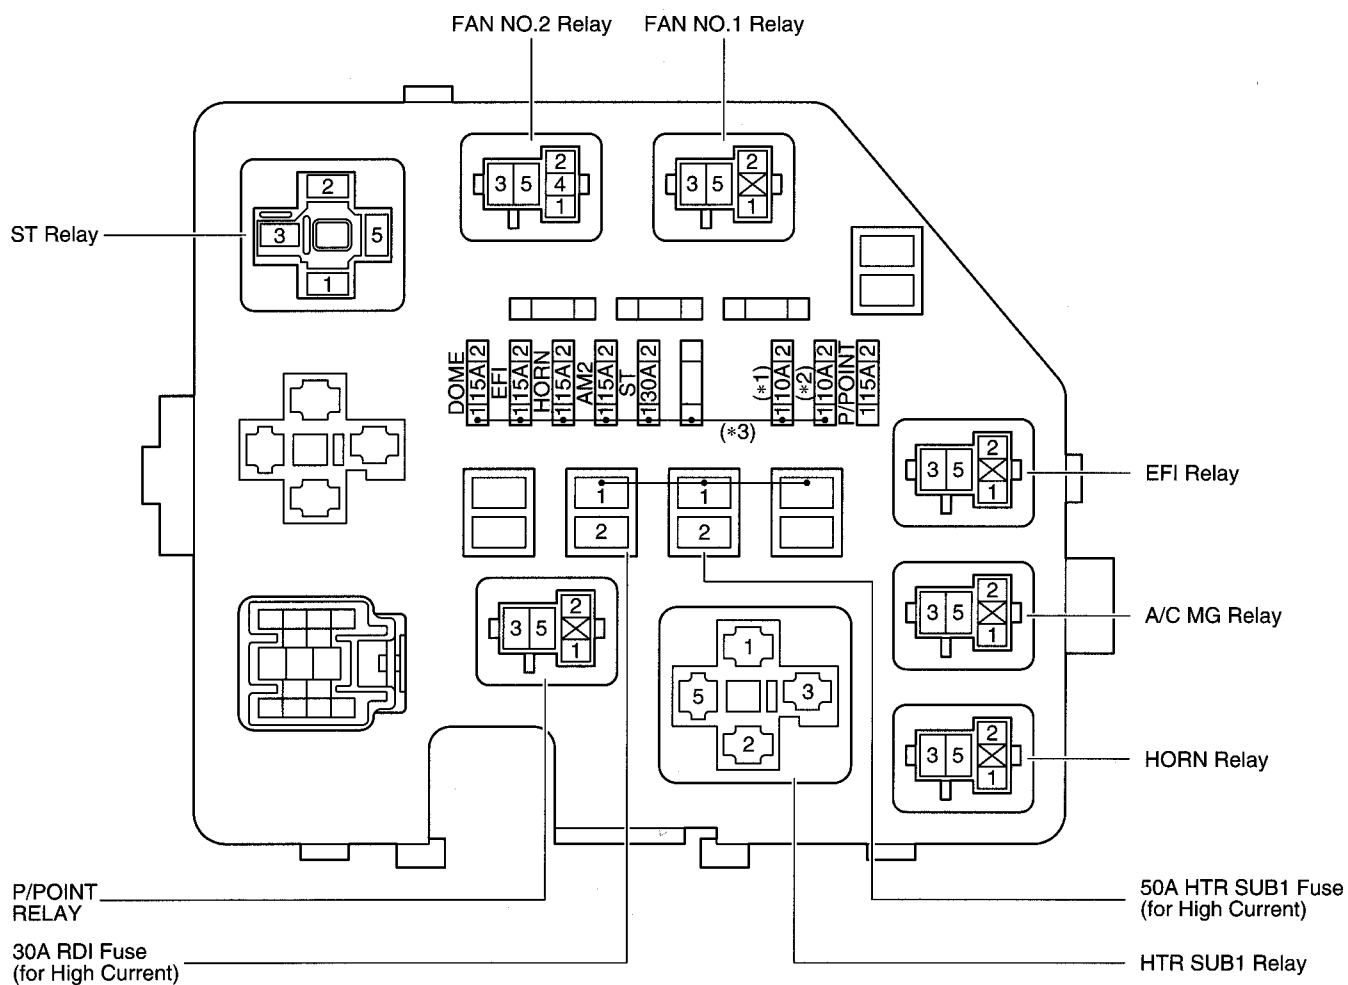 FAN NO.2 Relay
FAN NO.1 Relay
2
3 5 4
1
2
3 5
1
ST Relay
2
3
5
1
DOME
1 15A 2
EFI
1 15A 2
HORN
1 15A 2
AM2
1 15A 2
ST
1 30A 2
(*1)
1 10A 2
(*2)
1 10A 2
P/POINT
1 15A 2
(*3)
2
3 5
1
EFI Relay
1
2
1
2
2
3 5
1
A/C MG Relay
2
3 5
1
1
5
3
2
2
3 5
1
HORN Relay
P/POINT
RELAY
50A HTR SUB1 Fuse
(for High Current)
30A RDI Fuse
(for High Current)
HTR SUB1 Relay